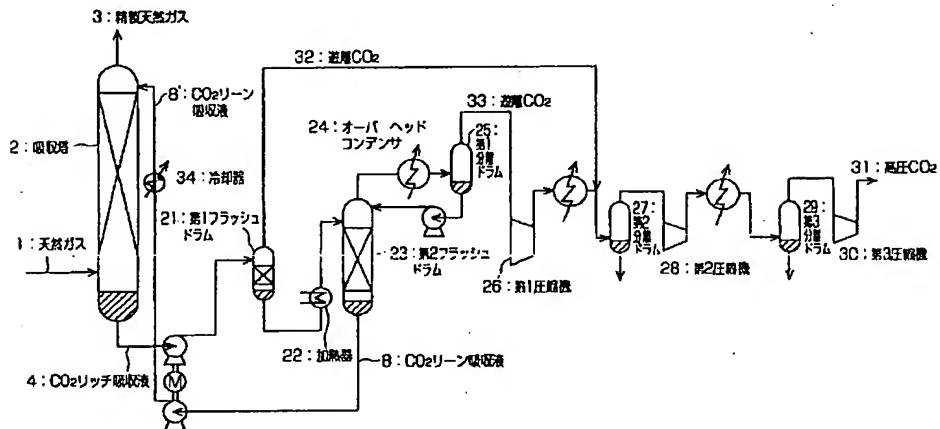 3：精製天然ガス
32：遊離CO2
8'：CO2リーン
吸収液
33：遊離CO2
24：オーバ ヘッド
コンデンサ
25：
第1
分離
ドラム
2：吸収塔
34：冷却器
31：高圧CO2
21：第1フラッシュ
ドラム
27：
第2
分離
ドラム
29：
第3
分離
ドラム
1：天然ガス
23：第2フラッシュ
ドラム
26：第1圧縮機
28：第2圧縮機
30：第3圧縮機
22：加熱器
4：CO2リッチ吸収液
M
8：CO2リーン吸収液